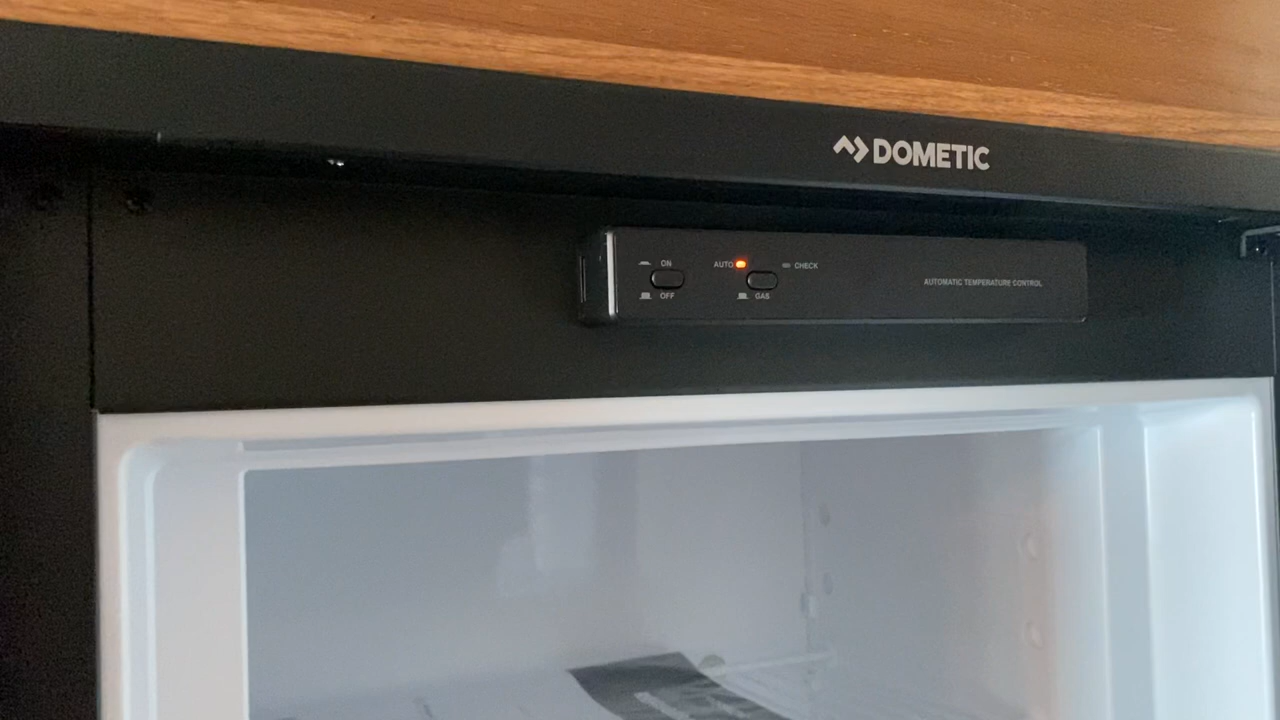 DOMETIC
ON
OFF
AUTO
GAS
CHECK
AUTOMATIC TEMPERATURE CONTROL